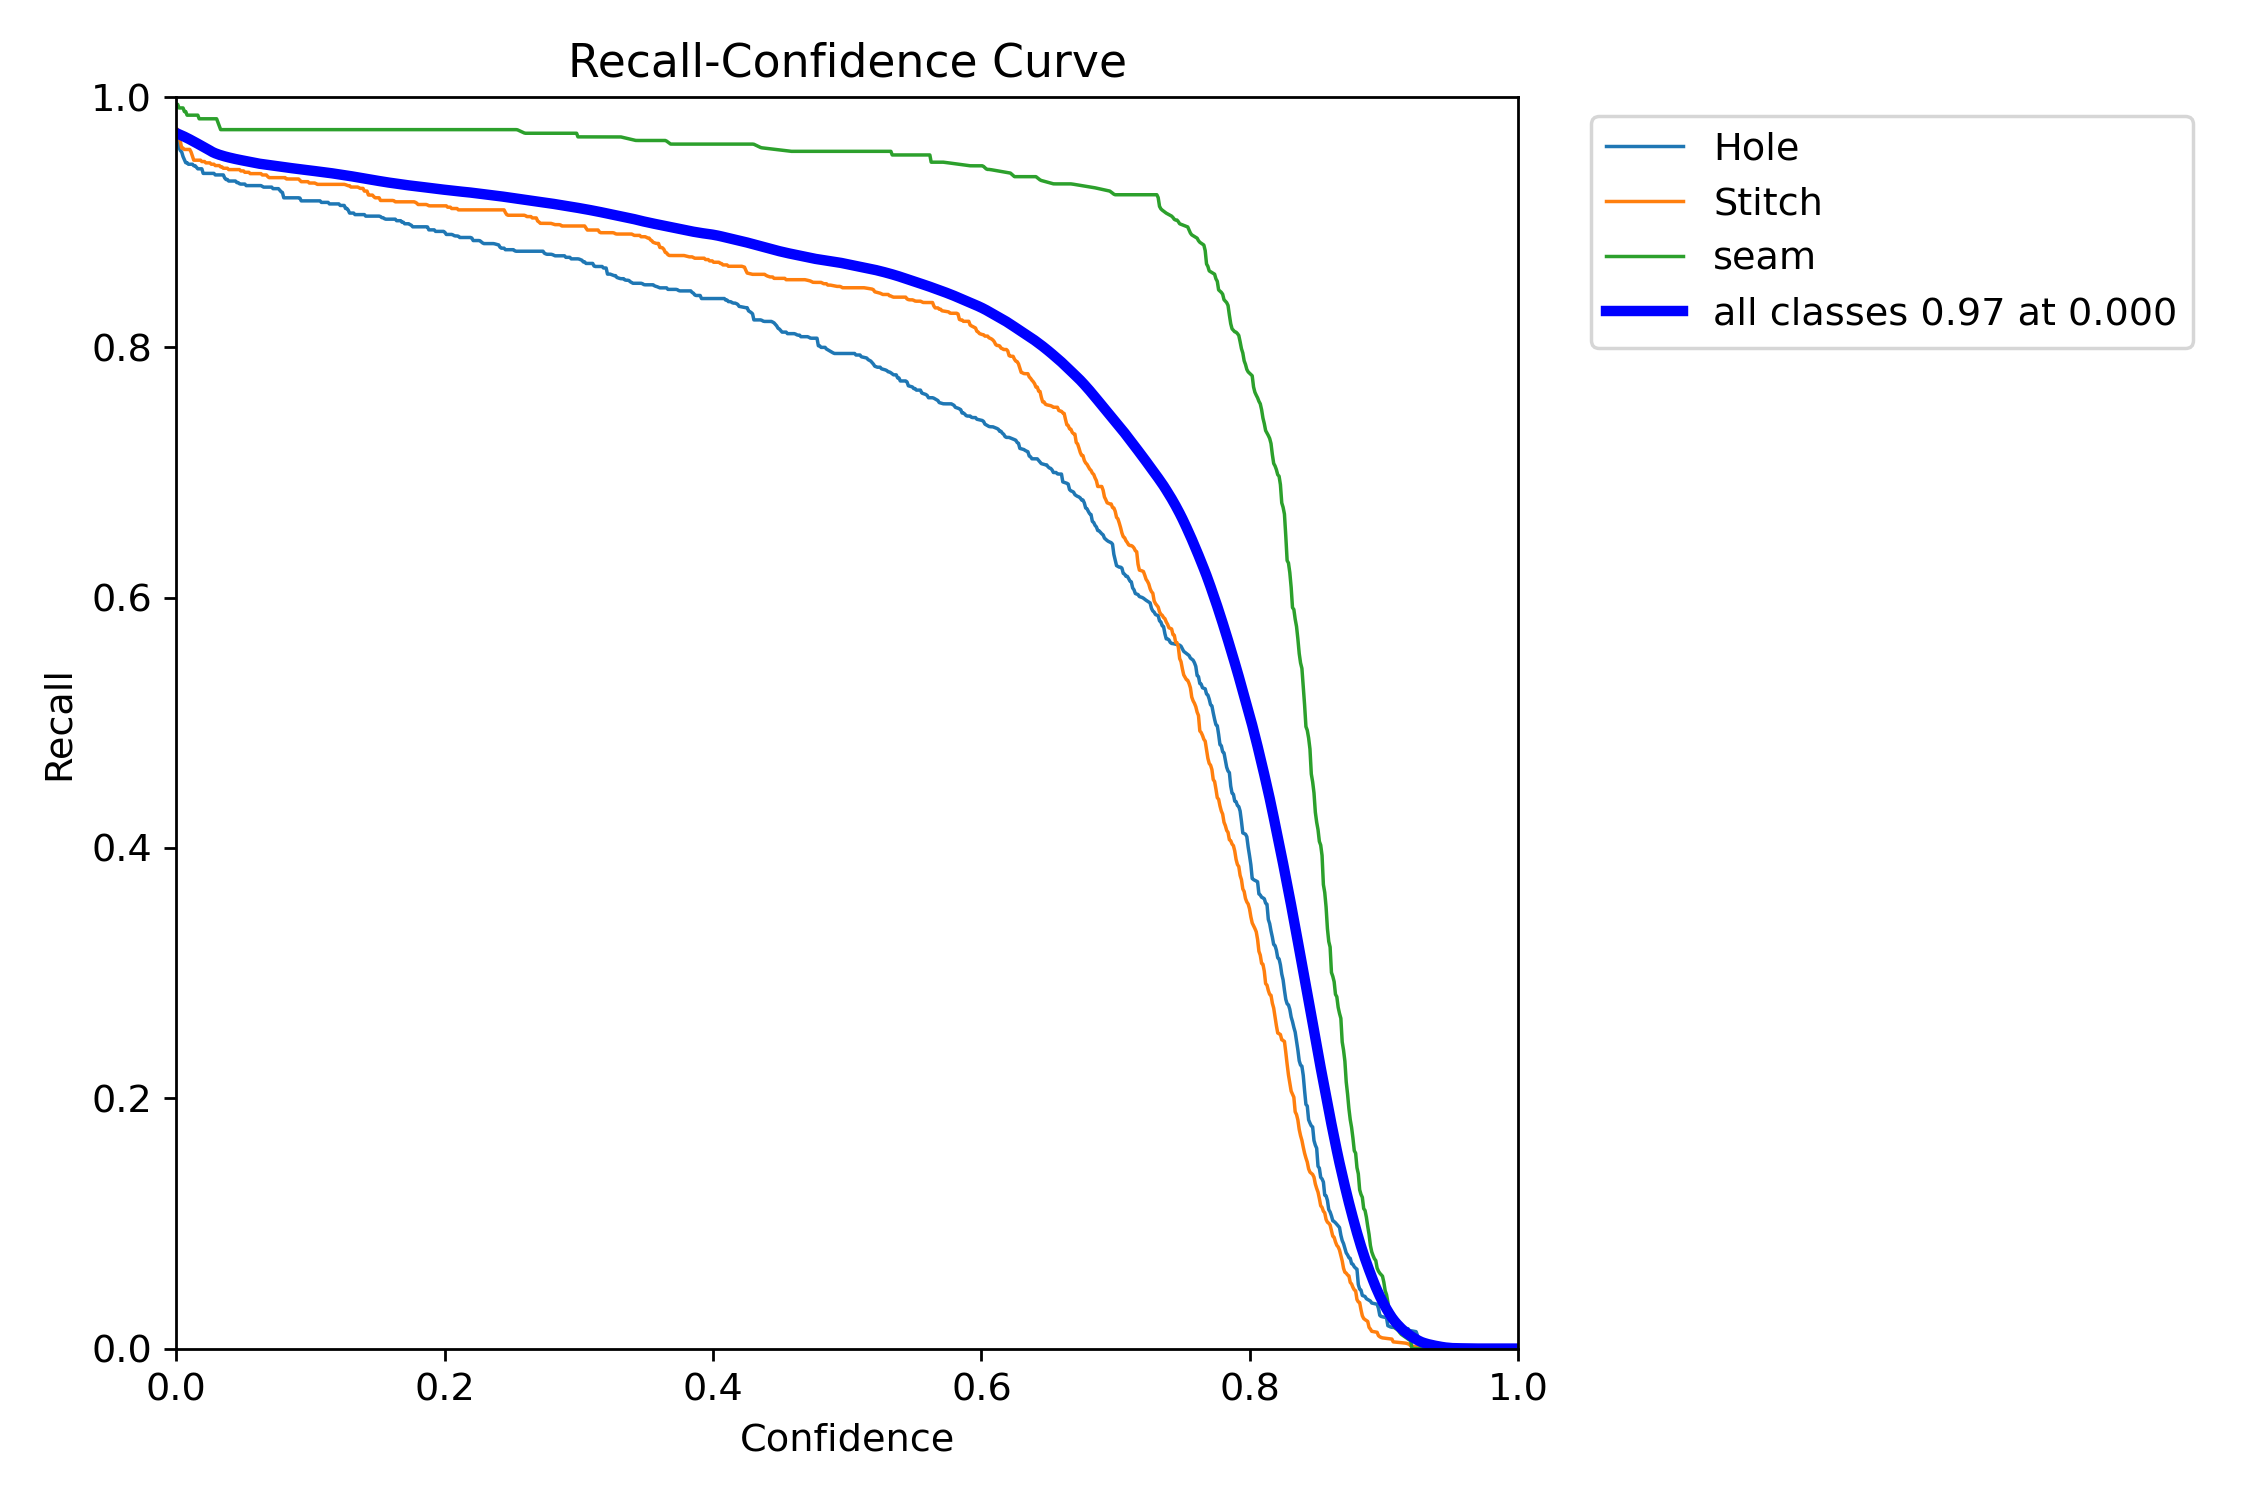 Recall-Confidence Curve
1.0
0.8
0.6
0.4
0.2
0.0
Recall
0.0 0.2 0.4 0.6 0.8 1.0
Confidence
Hole
Stitch
seam
all classes 0.97 at 0.000